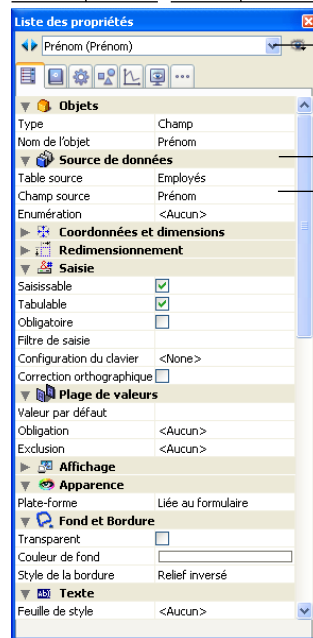 Liste des propriétés
Prénom (Prénom)
Objets
Type Champ
Nom de l'objet Prénom
Source de données
Table source Employés
Champ source Prénom
Enumération <Aucun>
Coordonnées et dimensions
Redimensionnement
Saisie
Saisissable
Tabulable
Obligatoire
Filtre de saisie
Configuration du clavier <None>
Correction orthographique
Plage de valeurs
Valeur par défaut
Obligation <Aucun>
Exclusion <Aucun>
Affichage
Apparence
Plate-forme Liée au formulaire
Fond et Bordure
Transparent
Couleur de fond
Style de la bordure Relief inversé
Texte
Feuille de style <Aucun>